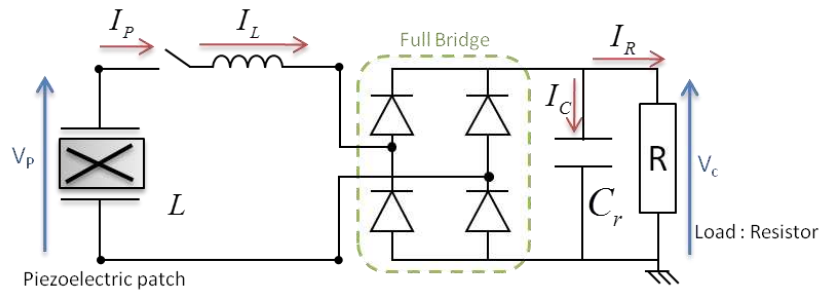 I_P
I_L
Full Bridge
I_R
I_C
V_P
R
V_c
L
C_r
Load : Resistor
Piezoelectric patch